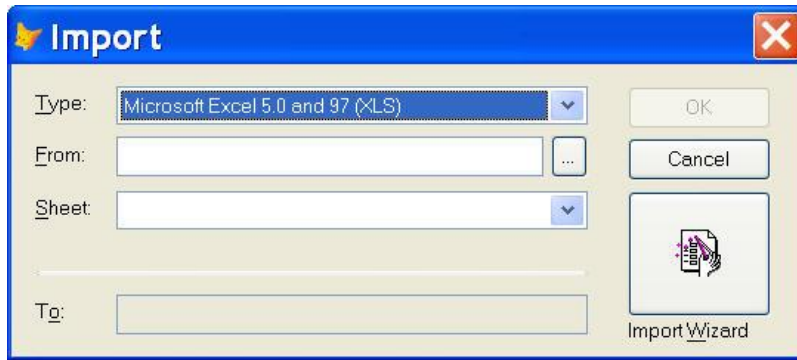 Import
Type: Microsoft Excel 5.0 and 97 (XLS)
OK
From: ...
Cancel
Sheet:
To:
Import Wizard